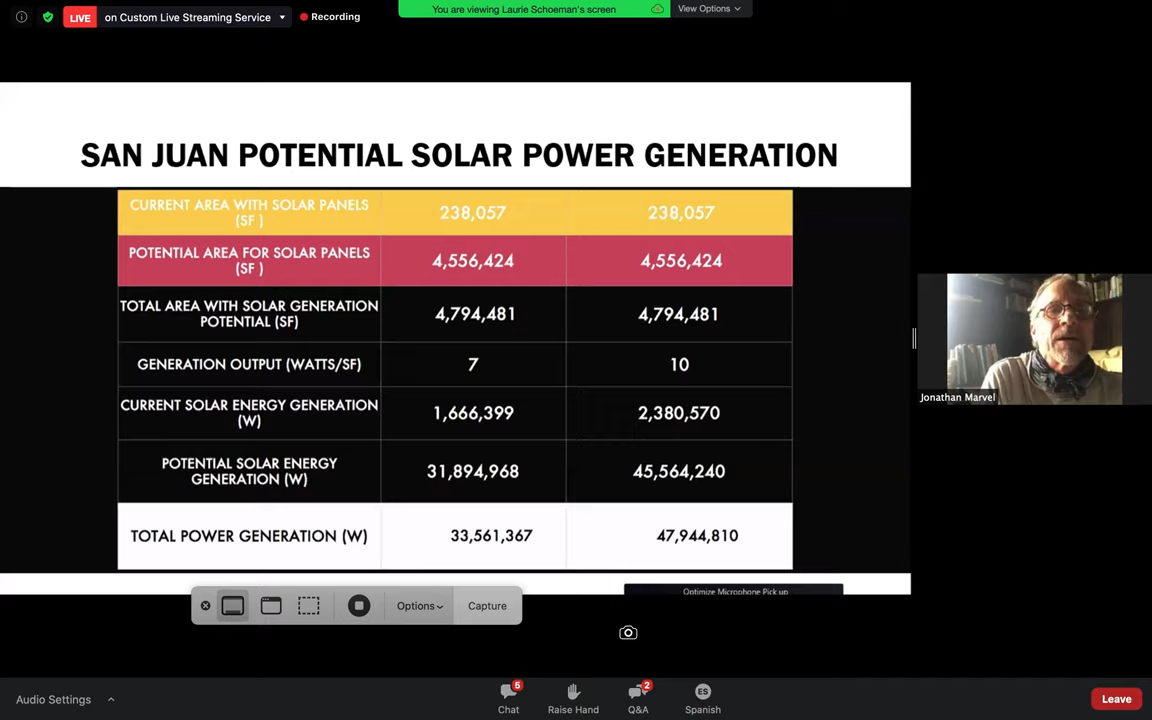 LIVE
on Custom Live Streaming Service
Recording
You are viewing Laurie Schoeman's screen
View Options
SAN JUAN POTENTIAL SOLAR POWER GENERATION
CURRENT AREA WITH SOLAR PANELS
(SF )
238,057
238,057
POTENTIAL AREA FOR SOLAR PANELS
(SF )
4,556,424
4,556,424
TOTAL AREA WITH SOLAR GENERATION
POTENTIAL (SF)
4,794,481
4,794,481
GENERATION OUTPUT (WATTS/SF)
7
10
CURRENT SOLAR ENERGY GENERATION
(W)
1,666,399
2,380,570
POTENTIAL SOLAR ENERGY
GENERATION (W)
31,894,968
45,564,240
TOTAL POWER GENERATION (W)
33,561,367
47,944,810
Jonathan Marvel
Optimize Microphone Pick up
Options
Capture
Audio Settings
5
Chat
Raise Hand
2
Q&A
ES
Spanish
Leave